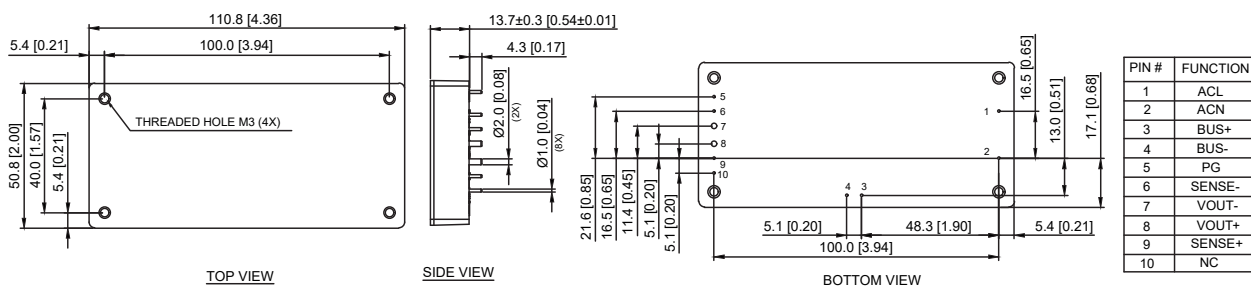 110.8 [4.36]
5.4 [0.21]
100.0 [3.94]
50.8 [2.00]
40.0 [1.57]
5.4 [0.21]
THREADED HOLE M3 (4X)
TOP VIEW
13.7±0.3 [0.54±0.01]
4.3 [0.17]
Ø2.0 [0.08]
(2X)
Ø1.0 [0.04]
(8X)
SIDE VIEW
21.6 [0.85]
16.5 [0.65]
11.4 [0.45]
5.1 [0.20]
5.1 [0.20]
5
6
7
8
9
10
4
3
1
2
16.5 [0.65]
13.0 [0.51]
17.1 [0.68]
5.1 [0.20]
48.3 [1.90]
5.4 [0.21]
100.0 [3.94]
BOTTOM VIEW
PIN # FUNCTION
1 ACL
2 ACN
3 BUS+
4 BUS-
5 PG
6 SENSE-
7 VOUT-
8 VOUT+
9 SENSE+
10 NC